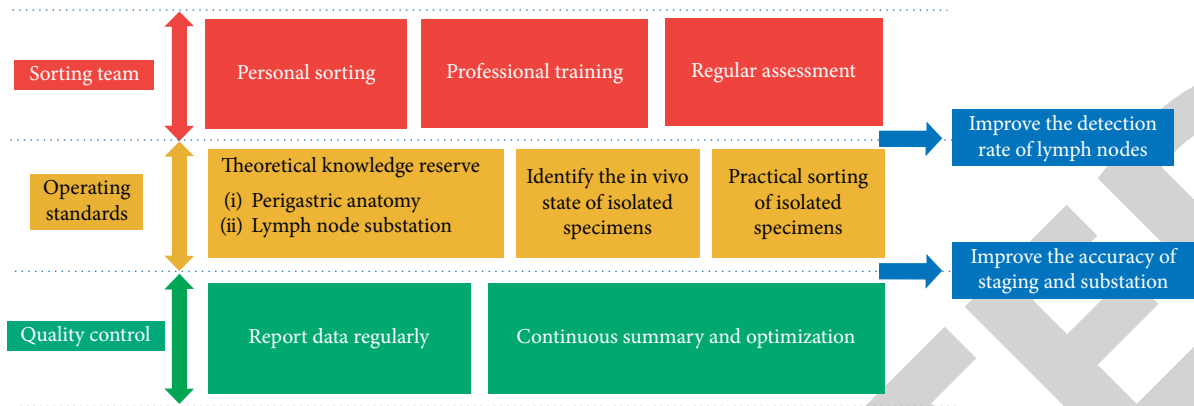 Sorting team
Personal sorting
Professional training
Regular assessment
Improve the detection
rate of lymph nodes
Operating
standards
Theoretical knowledge reserve
(i) Perigastric anatomy
(ii) Lymph node substation
Identify the in vivo
state of isolated
specimens
Practical sorting
of isolated
specimens
Improve the accuracy of
staging and substation
Quality control
Report data regularly
Continuous summary and optimization